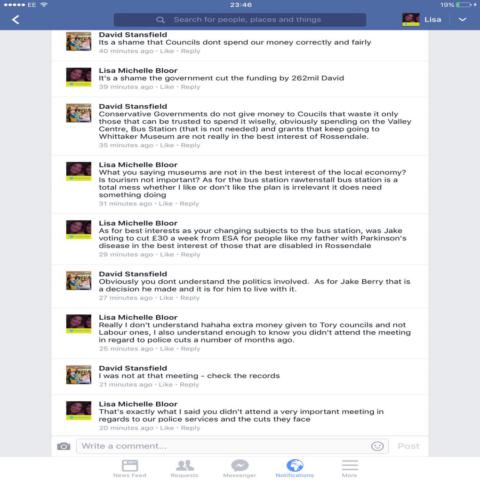 EE 23:46 19%
Search for people, places and things
Lisa
David Stansfield
Its a shame that Councils dont spend our money correctly and fairly
40 minutes ago · Like · Reply
Lisa Michelle Bloor
It's a shame the government cut the funding by 262mil David
39 minutes ago · Like · Reply
David Stansfield
Conservative Governments do not give money to Coucils that waste it only
those that can be trusted to spend it wiselly, obviously spending on the Valley
Centre, Bus Station (that is not needed) and grants that keep going to
Whittaker Museum are not really in the best interest of Rossendale.
35 minutes ago · Like · Reply
Lisa Michelle Bloor
What you saying museums are not in the best interest of the local economy?
Is tourism not important? As for the bus station rawtenstall bus station is a
total mess whether I like or don't like the plan is irrelevant it does need
something doing
31 minutes ago · Like · Reply
Lisa Michelle Bloor
As for best interests as your changing subjects to the bus station, was Jake
voting to cut £30 a week from ESA for people like my father with Parkinson's
disease in the best interest of those that are disabled in Rossendale
29 minutes ago · Like · Reply
David Stansfield
Obviously you dont understand the politics involved. As for Jake Berry that is
a decision he made and it is for him to live with it.
27 minutes ago · Like · Reply
Lisa Michelle Bloor
Really I don't understand hahaha extra money given to Tory councils and not
Labour ones, I also understand enough to know you didn't attend the meeting
in regard to police cuts a number of months ago.
25 minutes ago · Like · Reply
David Stansfield
I was not at that meeting - check the records
21 minutes ago · Like · Reply
Lisa Michelle Bloor
That's exactly what I said you didn't attend a very important meeting in
regards to our police services and the cuts they face
20 minutes ago · Like · Reply
Write a comment... Post
News Feed Requests Messenger Notifications More